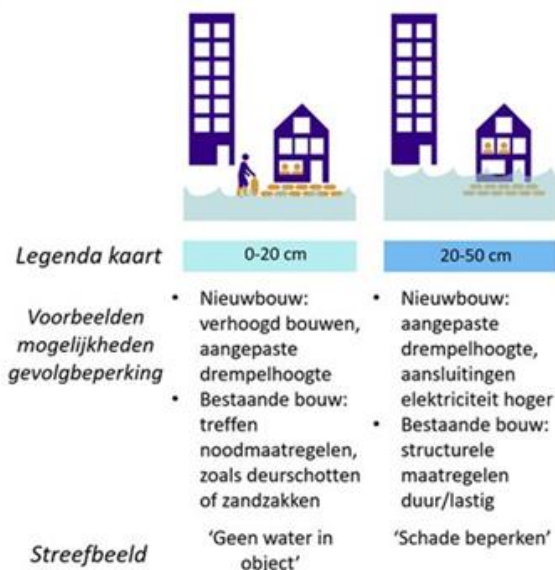 Legenda kaart
0-20 cm
20-50 cm
Voorbeelden
mogelijkheden
gevolgbeperking
• Nieuwbouw:
verhoogd bouwen,
aangepaste
drempelhoogte
• Bestaande bouw:
treffen
noodmaatregelen,
zoals deurschotten
of zandzakken
• Nieuwbouw:
aangepaste
drempelhoogte,
aansluitingen
elektriciteit hoger
• Bestaande bouw:
structurele
maatregelen
duur/lastig
Streefbeeld
‘Geen water in
object’
‘Schade beperken’